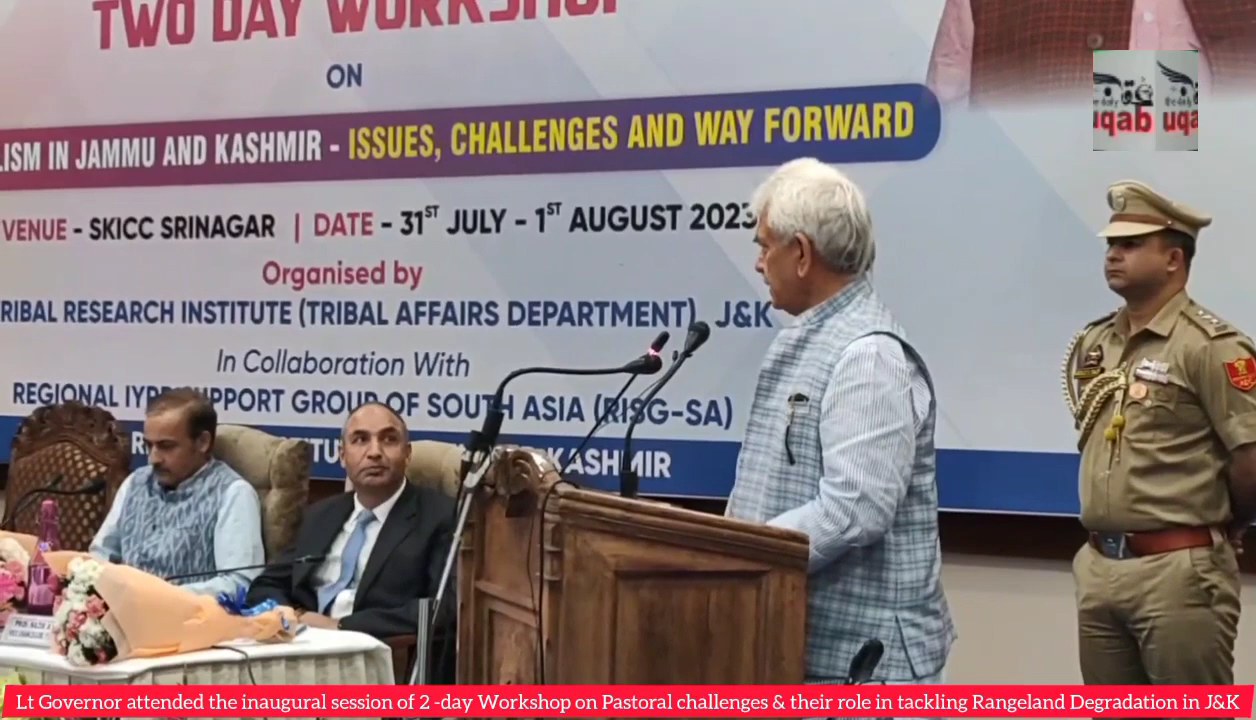 TWO DAY WORKSHOP
ON
LISM IN JAMMU AND KASHMIR - ISSUES, CHALLENGES AND WAY FORWARD
VENUE - SKICC SRINAGAR | DATE - 31ST JULY - 1ST AUGUST 2023
Organised by
RIBAL RESEARCH INSTITUTE (TRIBAL AFFAIRS DEPARTMENT), J&K
In Collaboration With
REGIONAL IYP SUPPORT GROUP OF SOUTH ASIA (RISG-SA)
KASHMIR
uqab uqa
Lt Governor attended the inaugural session of 2 -day Workshop on Pastoral challenges & their role in tackling Rangeland Degradation in J&K